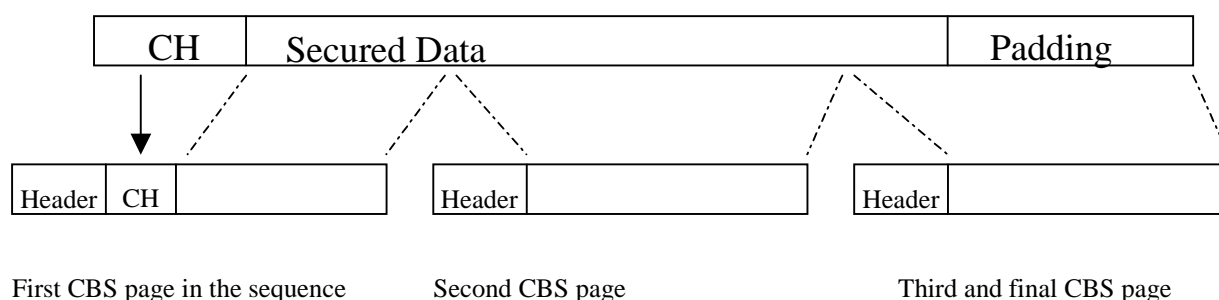 CH Secured Data Padding
Header CH Header Header
First CBS page in the sequence Second CBS page Third and final CBS page